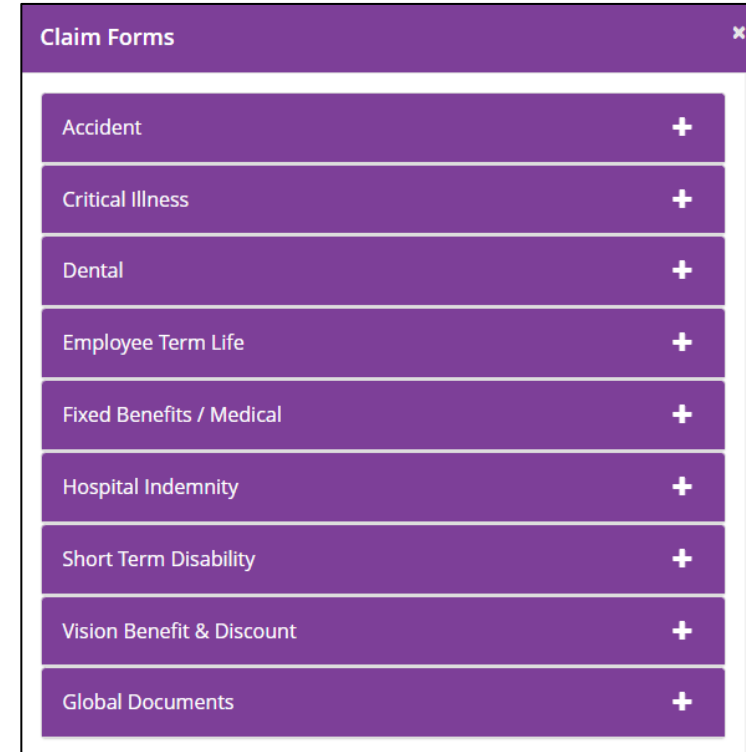 Claim Forms
Accident
Critical Illness
Dental
Employee Term Life
Fixed Benefits / Medical
Hospital Indemnity
Short Term Disability
Vision Benefit & Discount
Global Documents